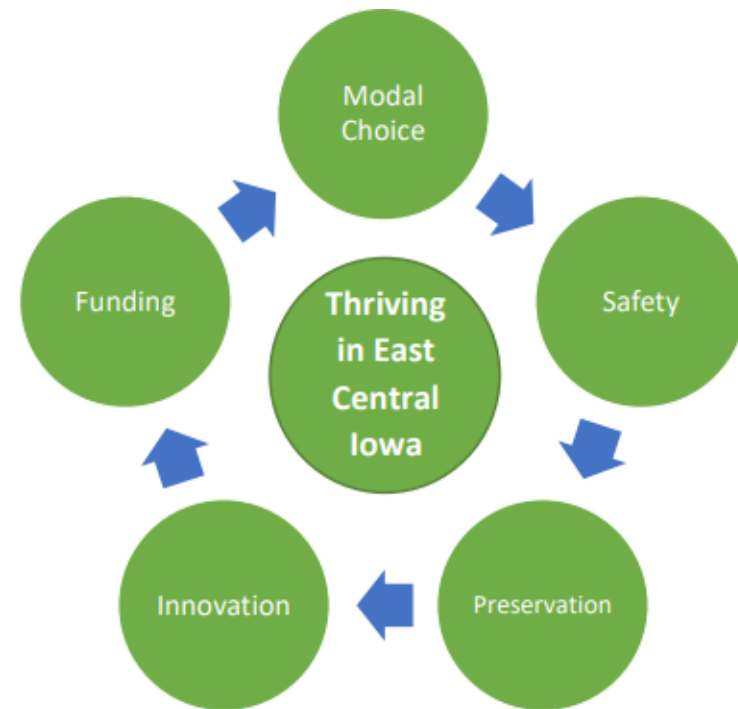 Modal
Choice
Funding
Safety
Thriving
in East
Central
Iowa
Innovation
Preservation